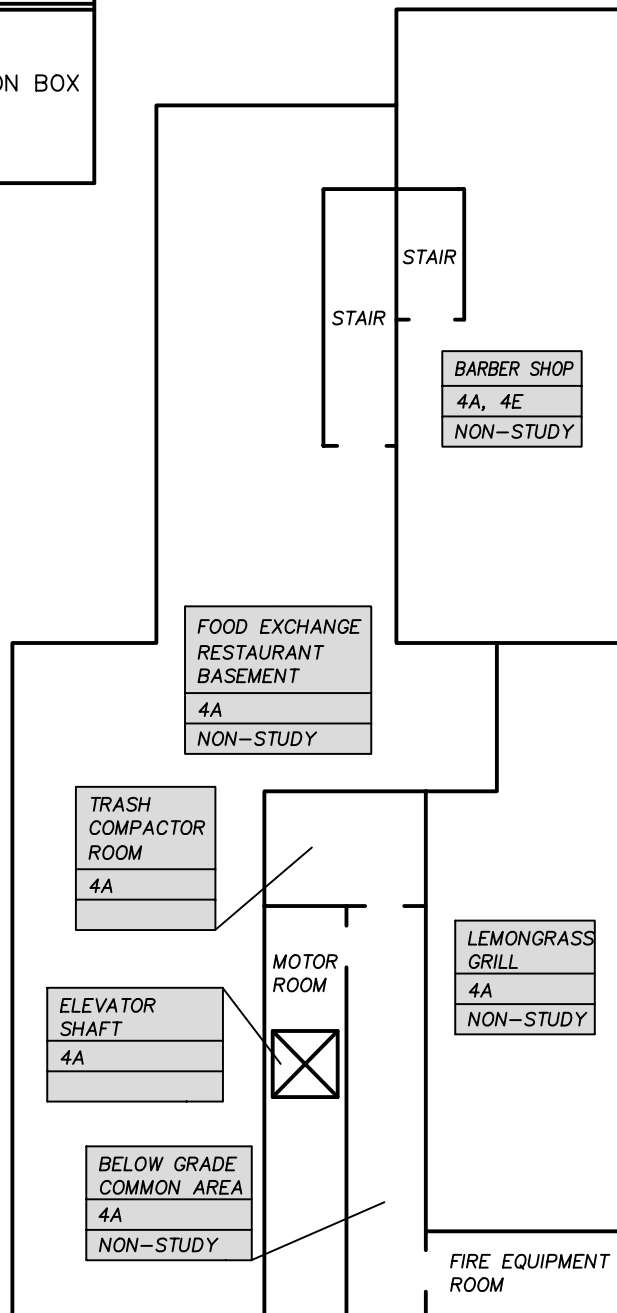 ON BOX
STAIR
STAIR
BARBER SHOP
4A, 4E
NON-STUDY
FOOD EXCHANGE
RESTAURANT
BASEMENT
4A
NON-STUDY
TRASH
COMPACTOR
ROOM
4A
MOTOR
ROOM
LEMONGRASS
GRILL
4A
NON-STUDY
ELEVATOR
SHAFT
4A
BELOW GRADE
COMMON AREA
4A
NON-STUDY
FIRE EQUIPMENT
ROOM